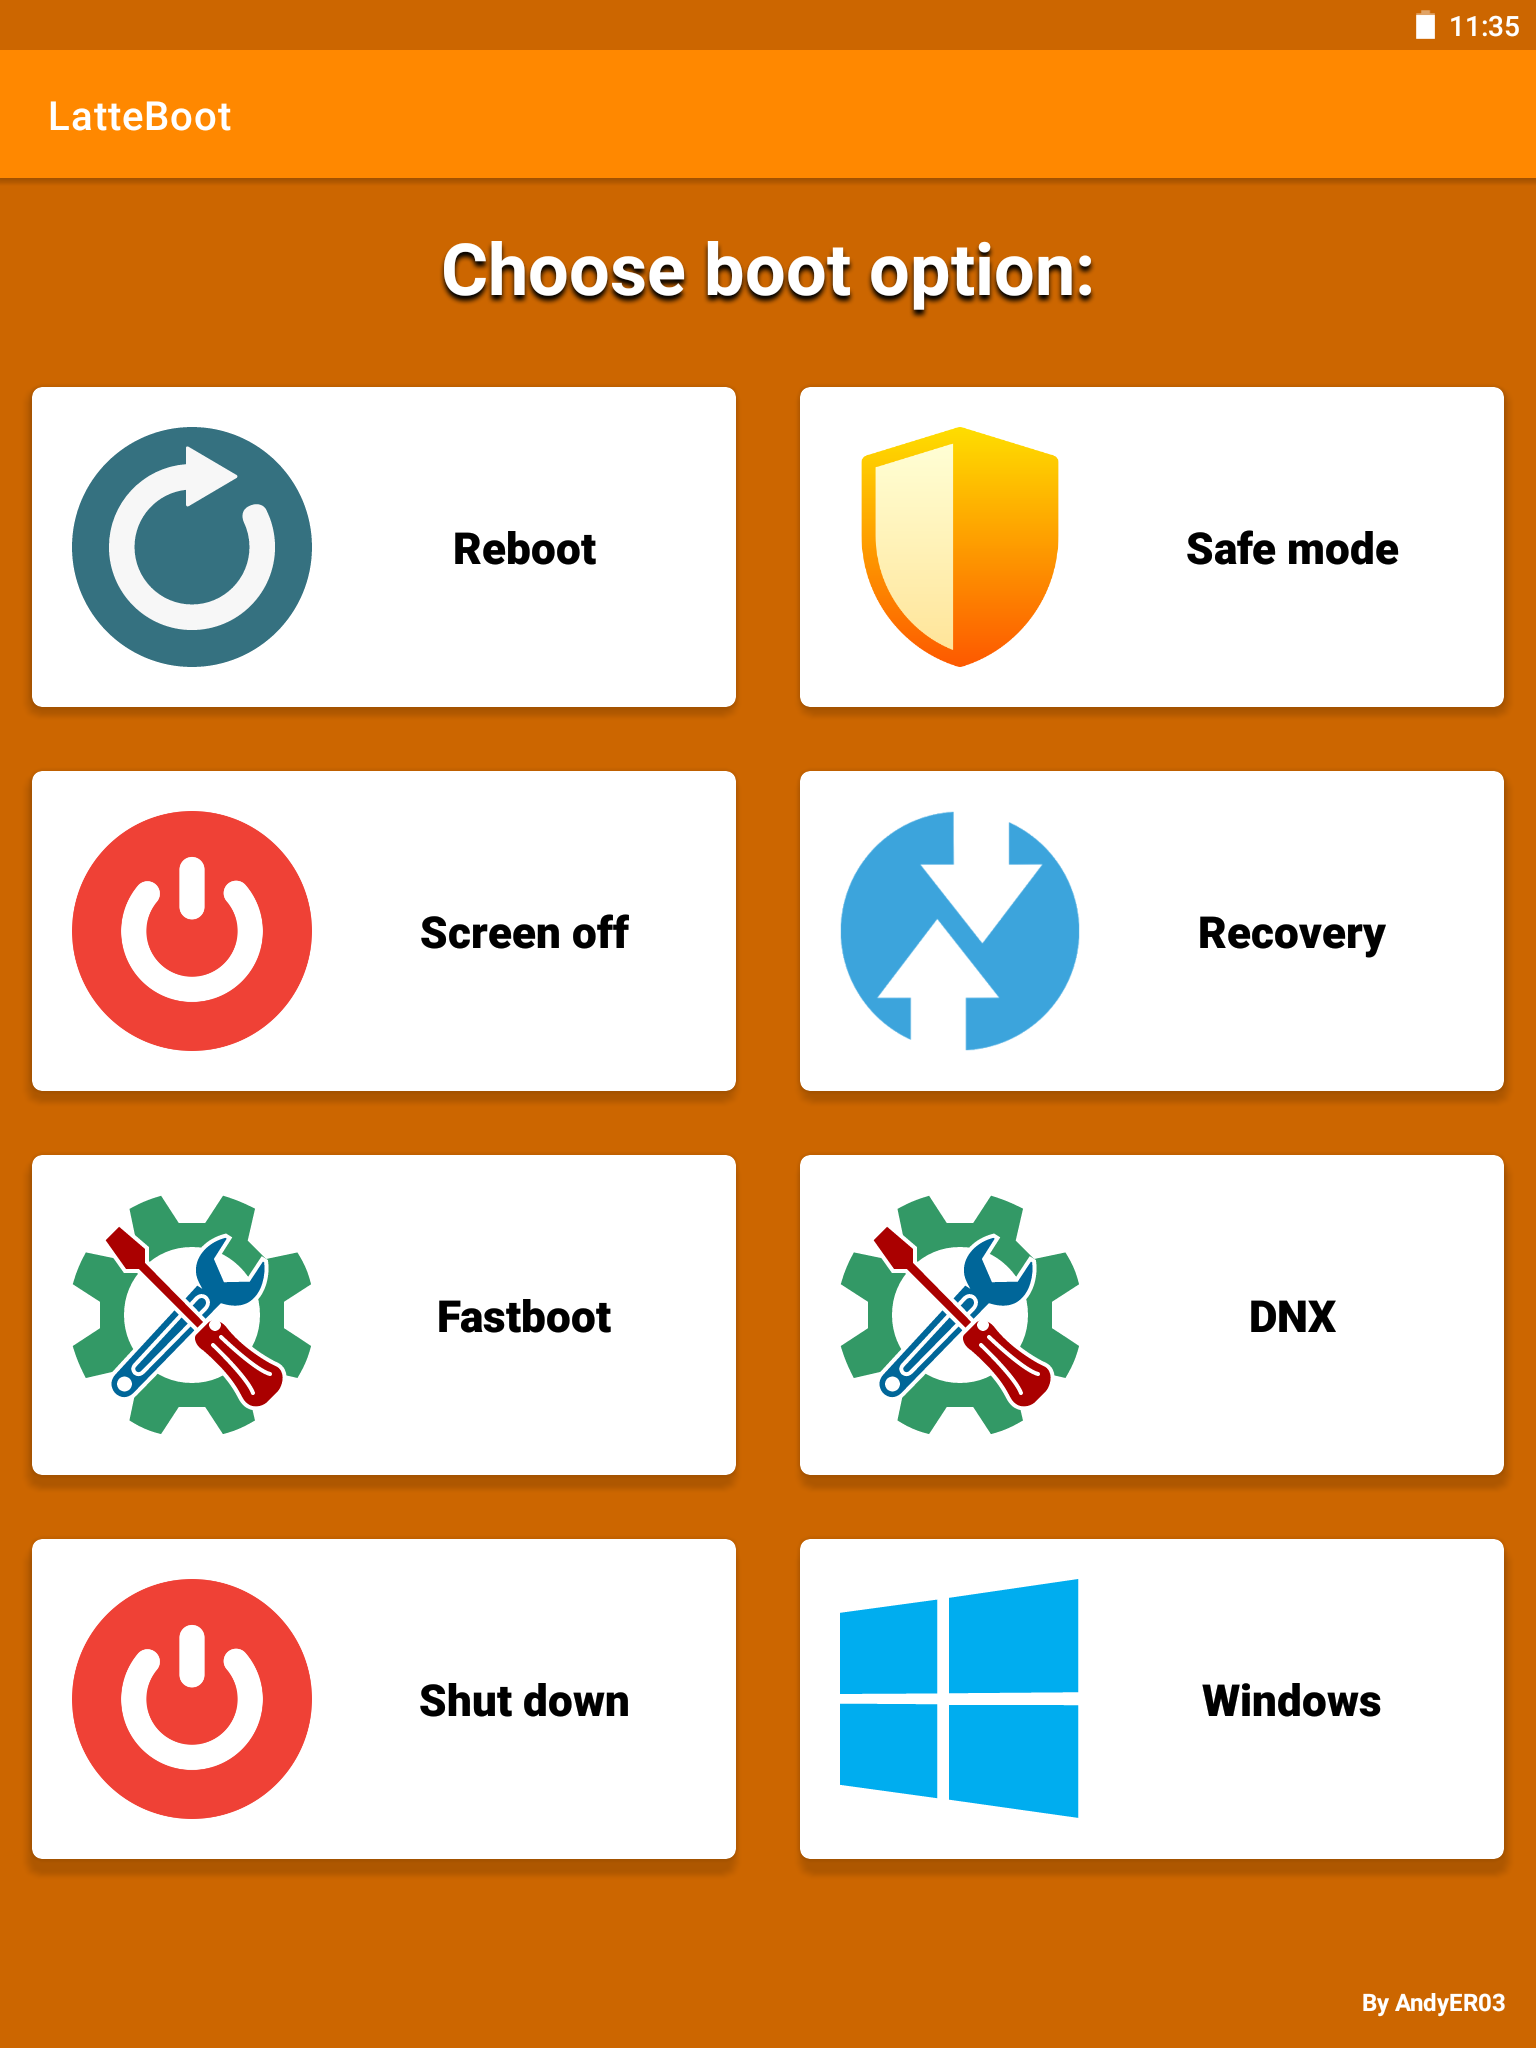 11:35
LatteBoot
Choose boot option:
Reboot
Safe mode
Screen off
Recovery
Fastboot
DNX
Shut down
Windows
By AndyER03